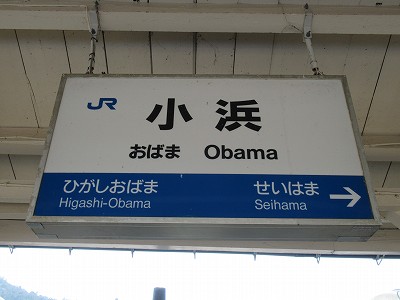 JR 小浜
おばま Obama
ひがしおばま せいはま →
Higashi-Obama Seihama